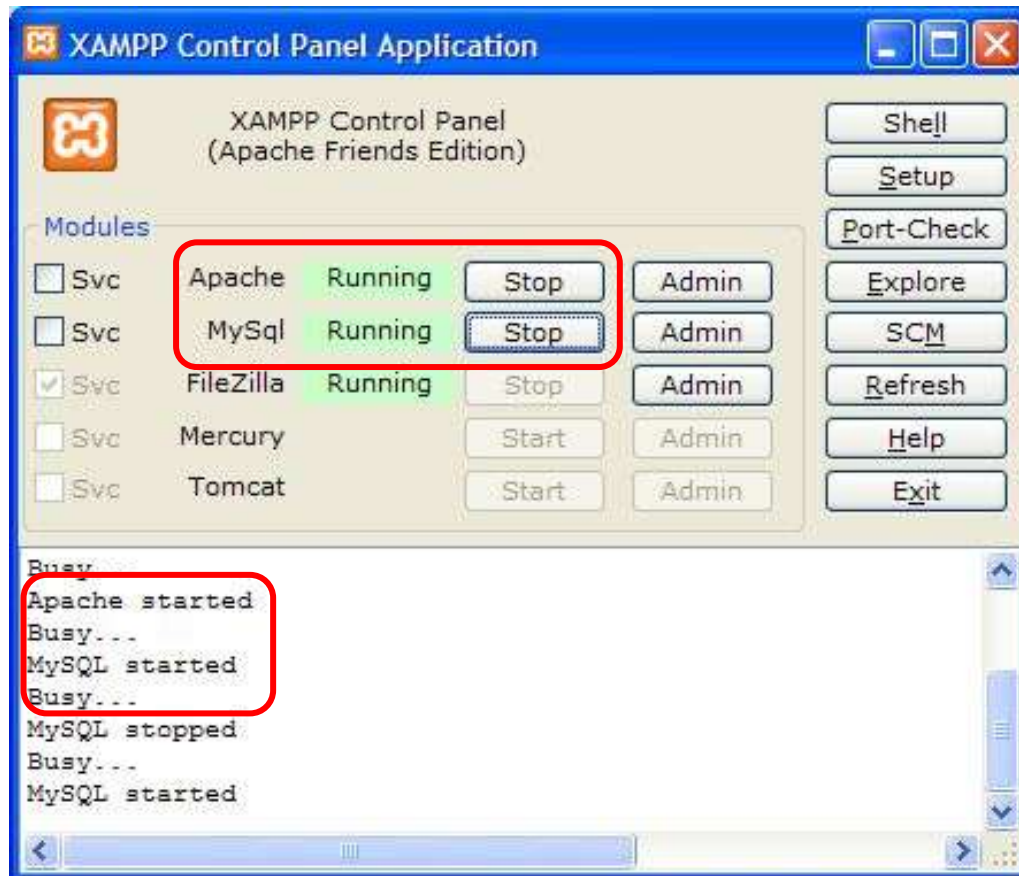 XAMPP Control Panel Application
XAMPP Control Panel
(Apache Friends Edition)
Shell
Setup
Port-Check
Explore
SCM
Refresh
Help
Exit
Modules
Svc Apache Running Stop Admin
Svc MySql Running Stop Admin
Svc FileZilla Running Stop Admin
Svc Mercury Start Admin
Svc Tomcat Start Admin
Busy...
Apache started
Busy...
MySQL started
Busy...
MySQL stopped
Busy...
MySQL started